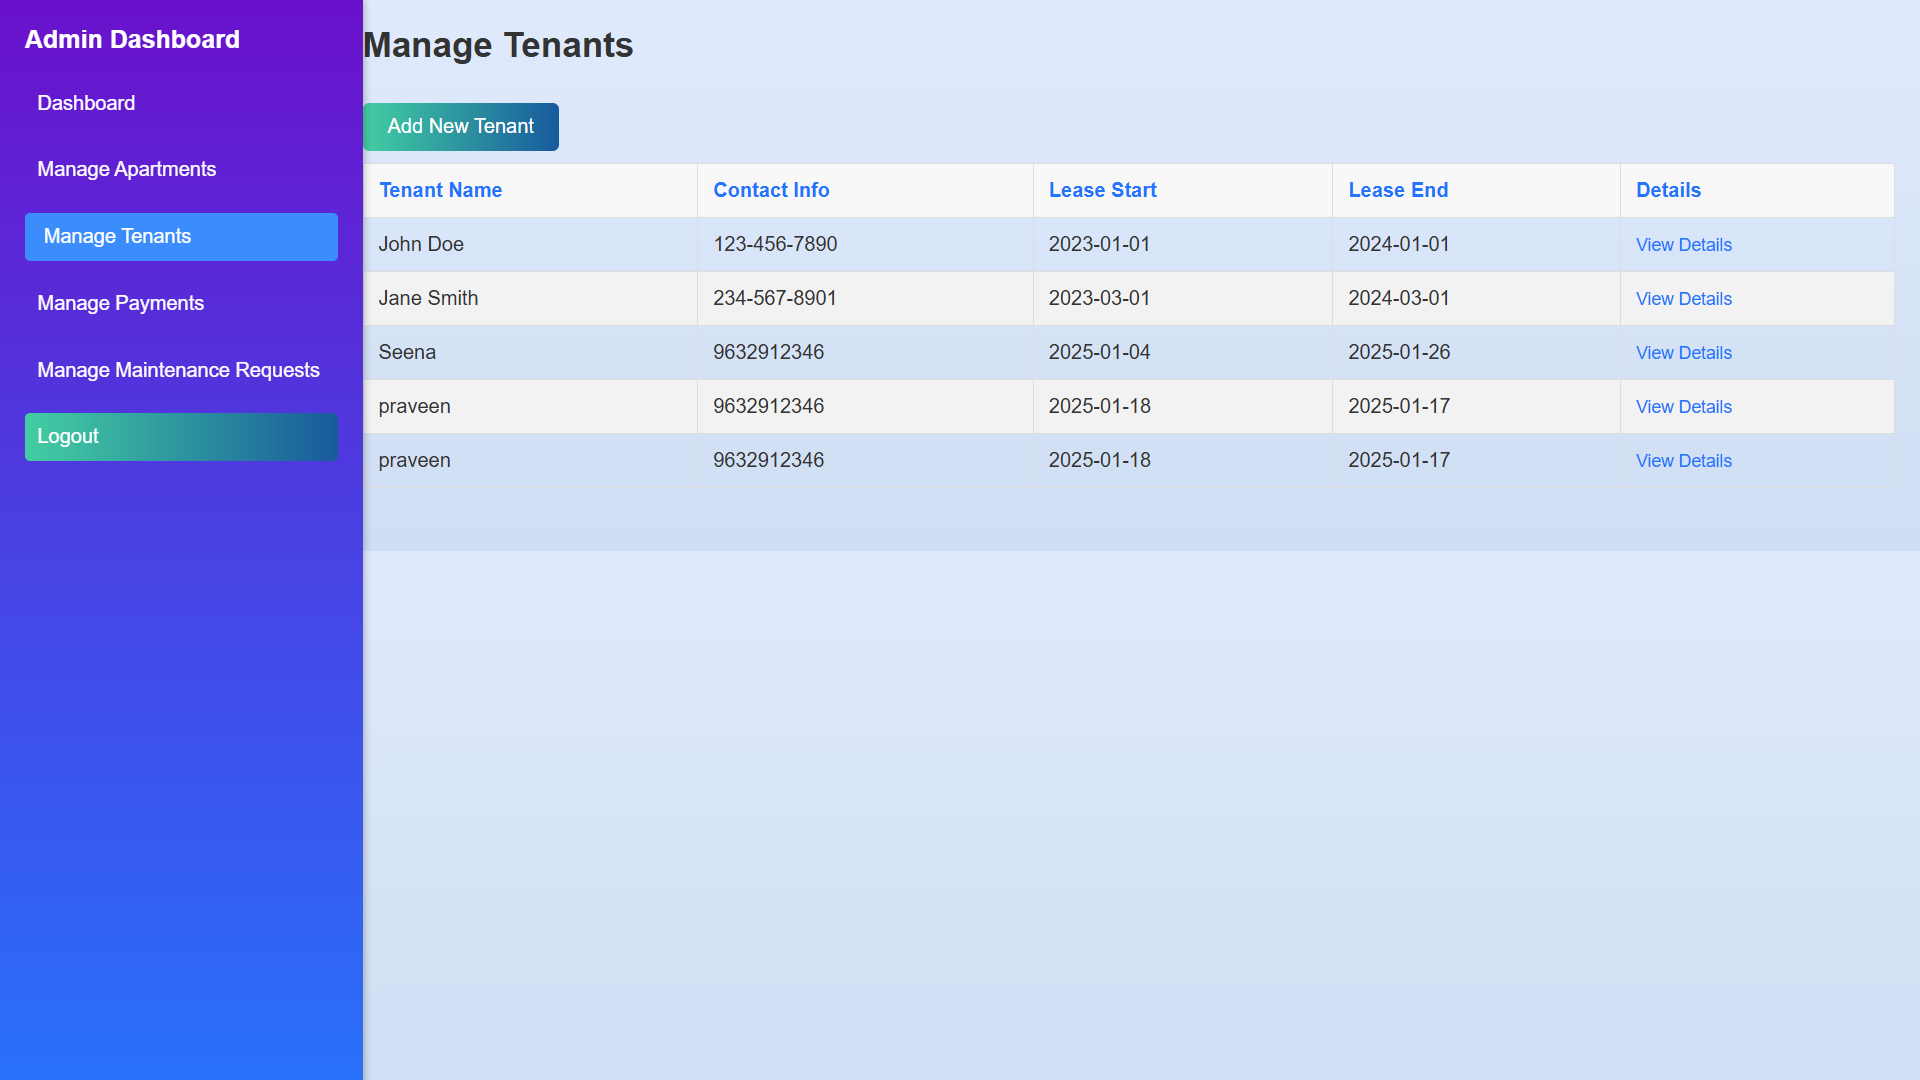 Admin Dashboard
Dashboard
Manage Apartments
Manage Tenants
Manage Payments
Manage Maintenance Requests
Logout
Manage Tenants
Add New Tenant
Tenant Name Contact Info Lease Start Lease End Details
John Doe 123-456-7890 2023-01-01 2024-01-01 View Details
Jane Smith 234-567-8901 2023-03-01 2024-03-01 View Details
Seena 9632912346 2025-01-04 2025-01-26 View Details
praveen 9632912346 2025-01-18 2025-01-17 View Details
praveen 9632912346 2025-01-18 2025-01-17 View Details